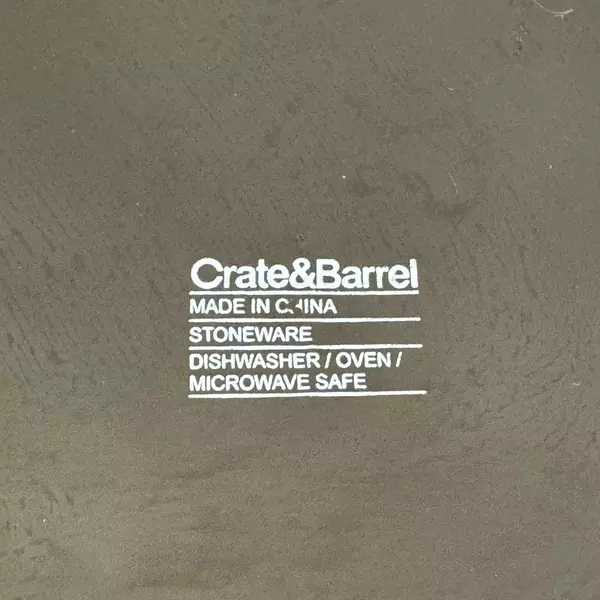 Crate&Barrel
MADE IN CHINA
STONEWARE
DISHWASHER / OVEN /
MICROWAVE SAFE